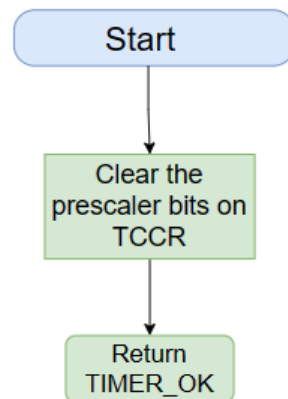 Start
Clear the
prescaler bits on
TCCR
Return
TIMER_OK